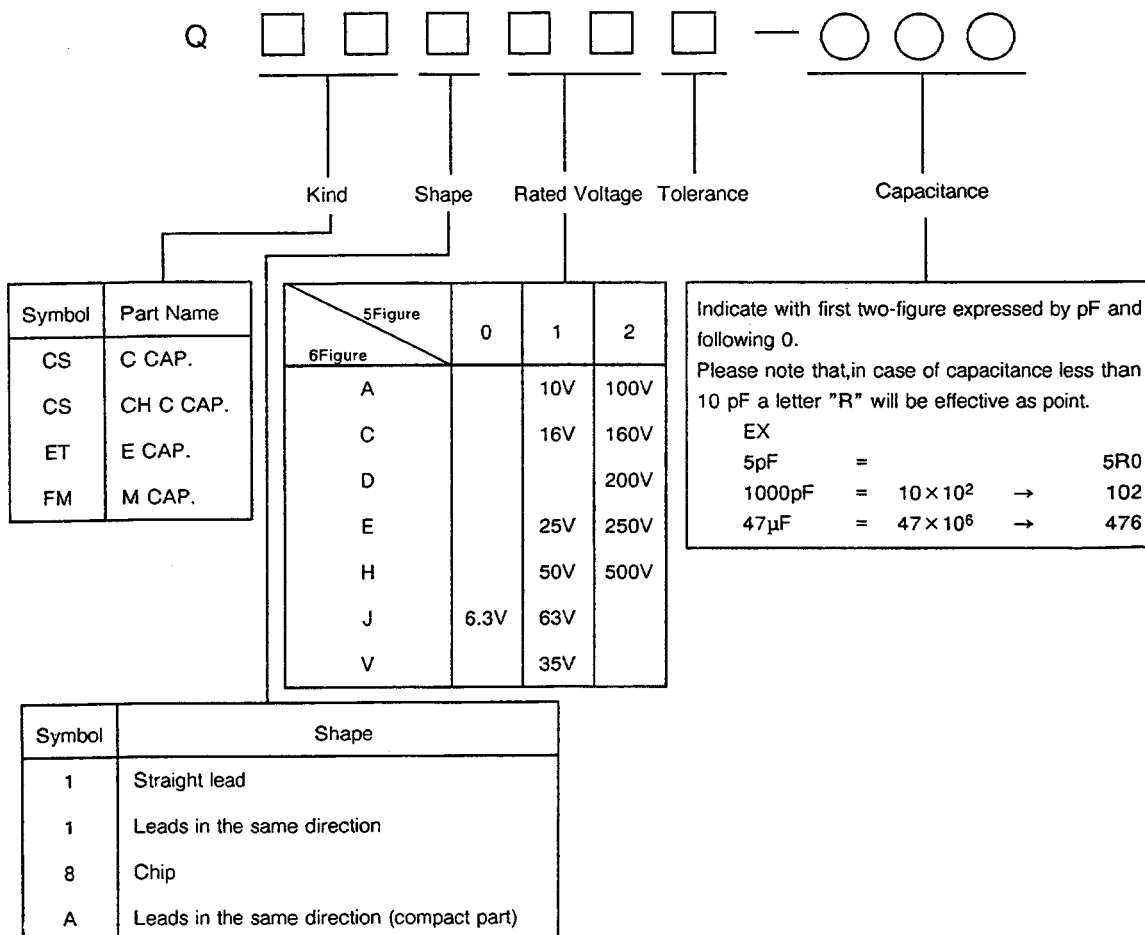 Q □ □ □ □ □ □ — ○ ○ ○
Kind Shape Rated Voltage Tolerance Capacitance
Symbol Part Name
CS C CAP.
CS CH C CAP.
ET E CAP.
FM M CAP.
5Figure
6Figure
0 1 2
A 10V 100V
C 16V 160V
D 200V
E 25V 250V
H 50V 500V
J 6.3V 63V
V 35V
Indicate with first two-figure expressed by pF and
following 0.
Please note that,in case of capacitance less than
10 pF a letter "R" will be effective as point.
EX
5pF = 5R0
1000pF = 10×10² → 102
47µF = 47×10⁶ → 476
Symbol Shape
1 Straight lead
1 Leads in the same direction
8 Chip
A Leads in the same direction (compact part)